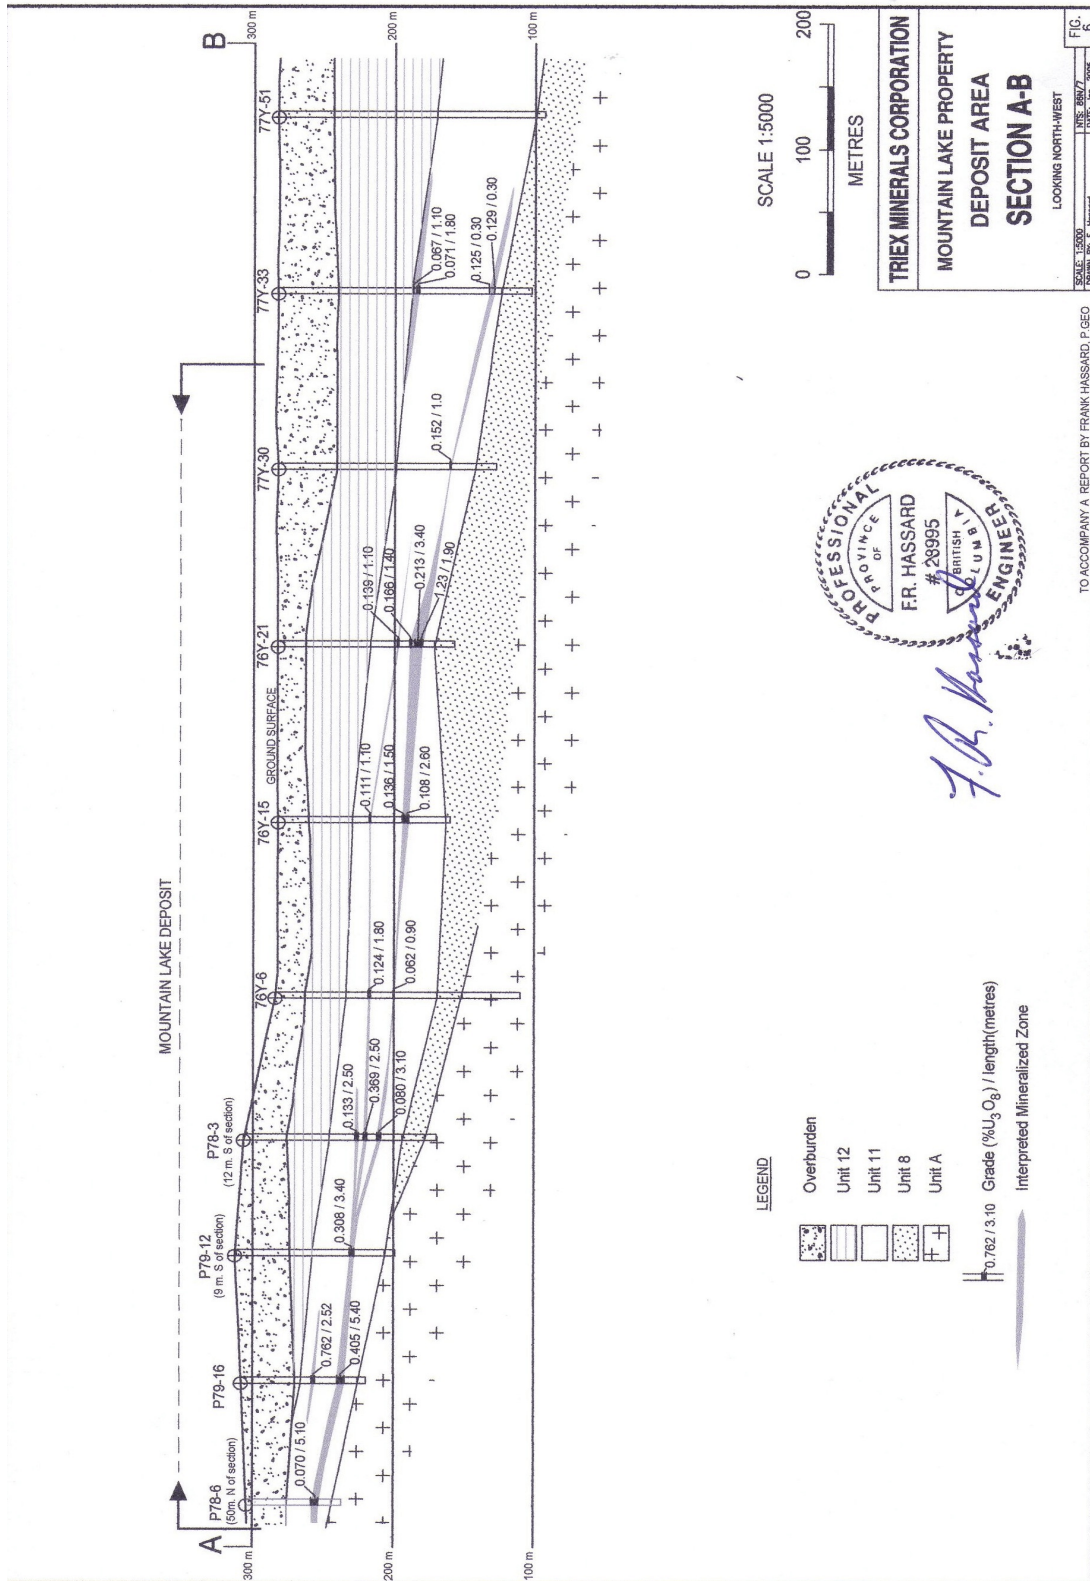 A
B
300 m
200 m
100 m
300 m
200 m
100 m
MOUNTAIN LAKE DEPOSIT
GROUND SURFACE
P78-6
(50m. N of section)
0.070 / 5.10
P79-16
0.762 / 2.52
0.405 / 5.40
P79-12
(9 m. S of section)
0.308 / 3.40
P78-3
(12 m. S of section)
0.133 / 2.50
0.369 / 2.50
0.080 / 3.10
76Y-6
0.124 / 1.80
0.062 / 0.90
76Y-15
0.111 / 1.10
0.136 / 1.50
0.108 / 2.60
76Y-21
0.139 / 1.10
0.166 / 1.40
0.213 / 3.40
1.23 / 1.90
77Y-30
0.152 / 1.0
77Y-33
0.067 / 1.10
0.071 / 1.80
0.125 / 0.30
0.129 / 0.30
77Y-51
LEGEND
Overburden
Unit 12
Unit 11
Unit 8
Unit A
0.762 / 3.10 Grade (%U₃O₈) / length(metres)
Interpreted Mineralized Zone
PROFESSIONAL
PROVINCE
OF
F.R. HASSARD
# 28995
BRITISH
COLUMBIA
ENGINEER
F. R. Hassard
SCALE 1:5000
0 100 200
METRES
TRIEX MINERALS CORPORATION
MOUNTAIN LAKE PROPERTY
DEPOSIT AREA
SECTION A-B
LOOKING NORTH-WEST
SCALE: 1:5000
FIG.
6
TO ACCOMPANY A REPORT BY FRANK HASSARD, P.GEO